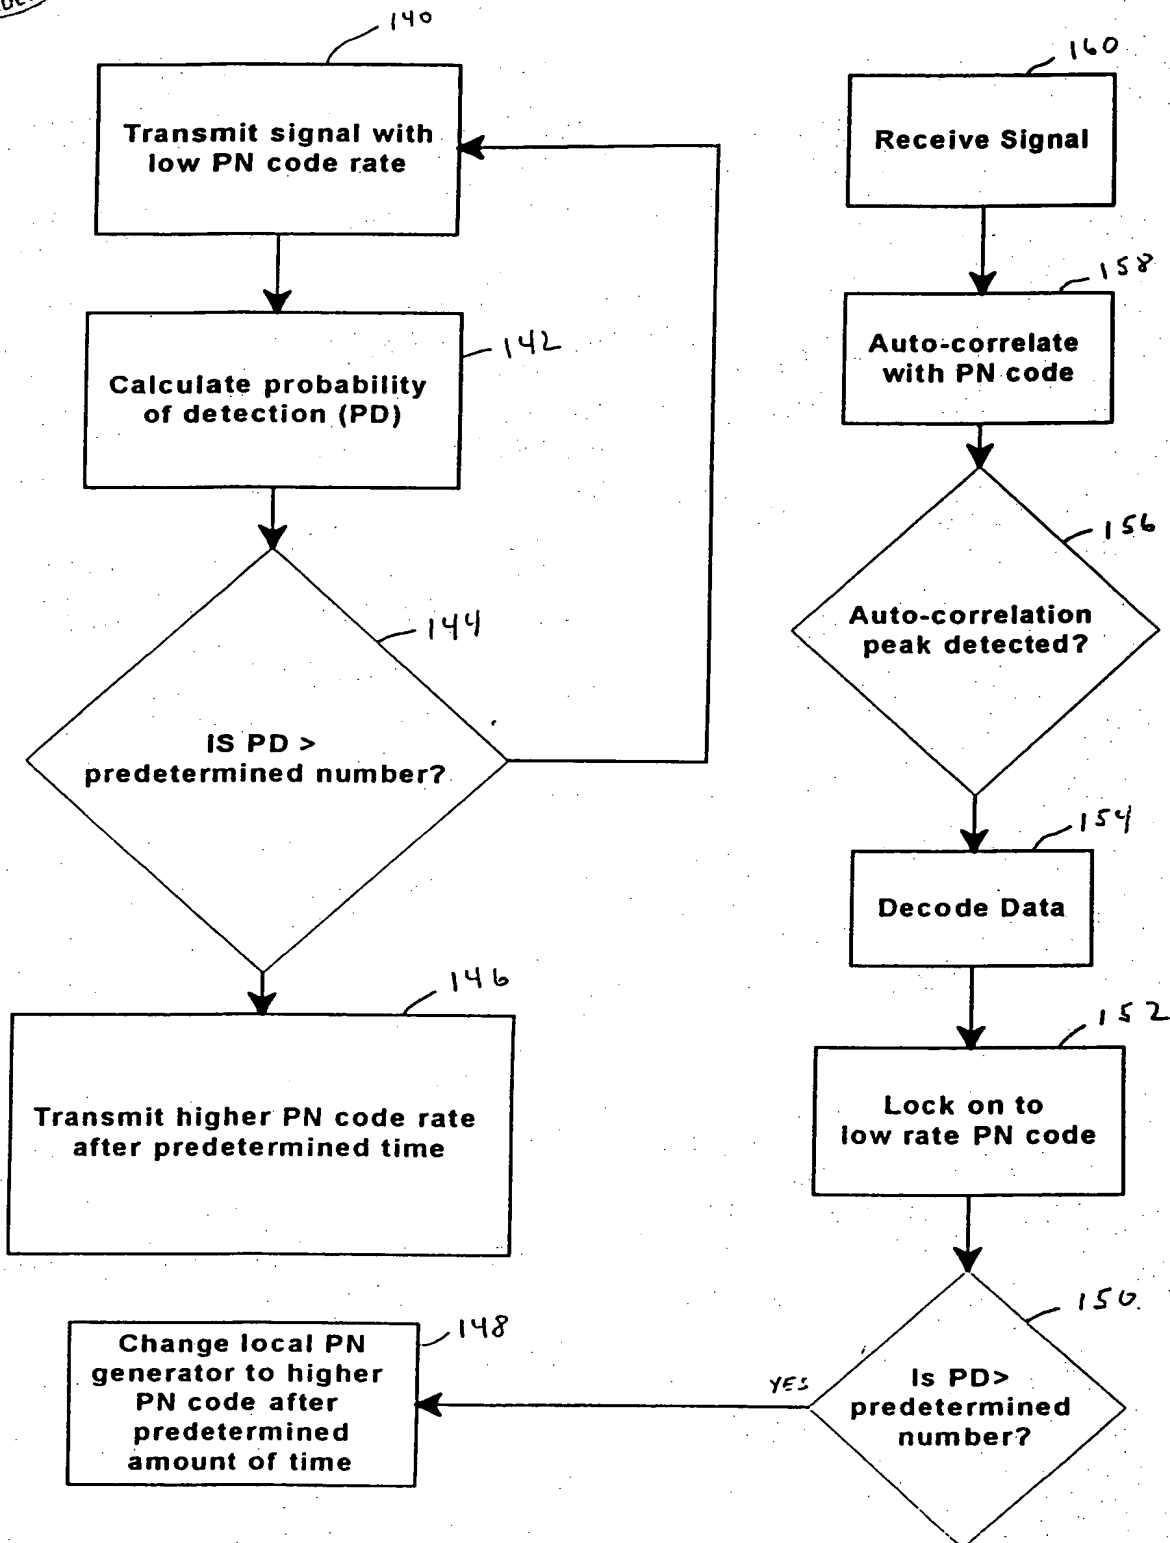 140
Transmit signal with
low PN code rate
142
Calculate probability
of detection (PD)
144
IS PD >
predetermined number?
146
Transmit higher PN code rate
after predetermined time
148
Change local PN
generator to higher
PN code after
predetermined
amount of time
160
Receive Signal
158
Auto-correlate
with PN code
156
Auto-correlation
peak detected?
154
Decode Data
152
Lock on to
low rate PN code
150
YES
Is PD>
predetermined
number?